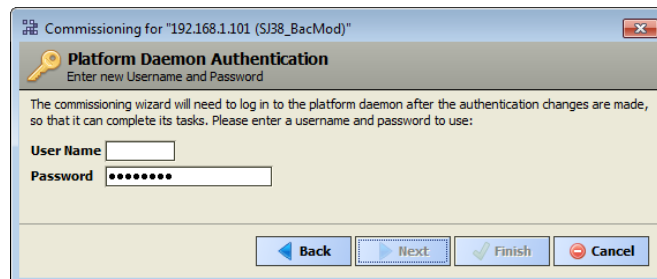 Commissioning for "192.168.1.101 (SJ38_BacMod)"
Platform Daemon Authentication
Enter new Username and Password
The commissioning wizard will need to log in to the platform daemon after the authentication changes are made,
so that it can complete its tasks. Please enter a username and password to use:
User Name
Password ••••••••
Back Next Finish Cancel